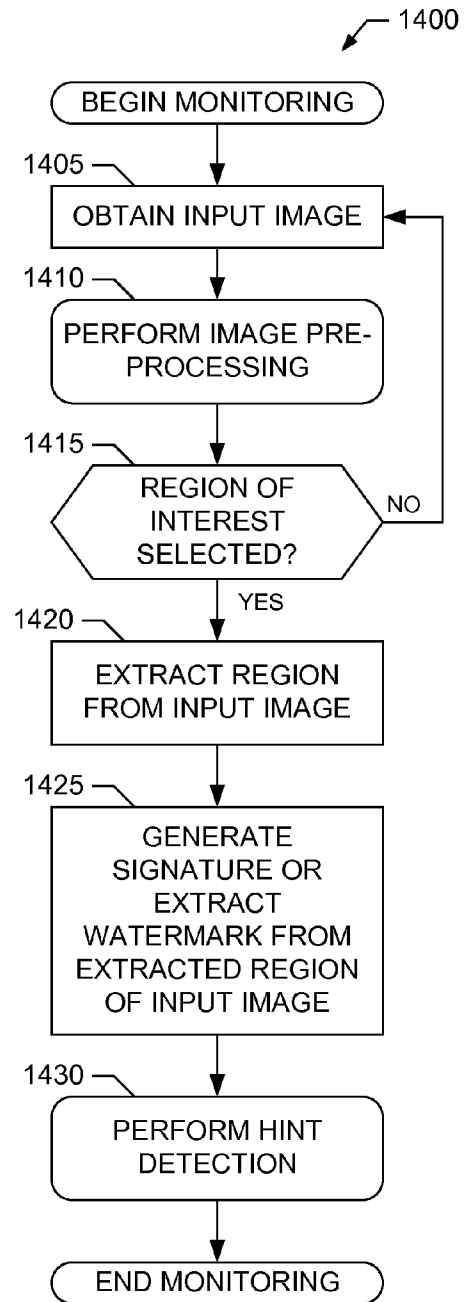 1400
BEGIN MONITORING
1405
OBTAIN INPUT IMAGE
1410
PERFORM IMAGE PRE-
PROCESSING
1415
REGION OF
INTEREST
SELECTED?
NO
YES
1420
EXTRACT REGION
FROM INPUT IMAGE
1425
GENERATE
SIGNATURE OR
EXTRACT
WATERMARK FROM
EXTRACTED REGION
OF INPUT IMAGE
1430
PERFORM HINT
DETECTION
END MONITORING